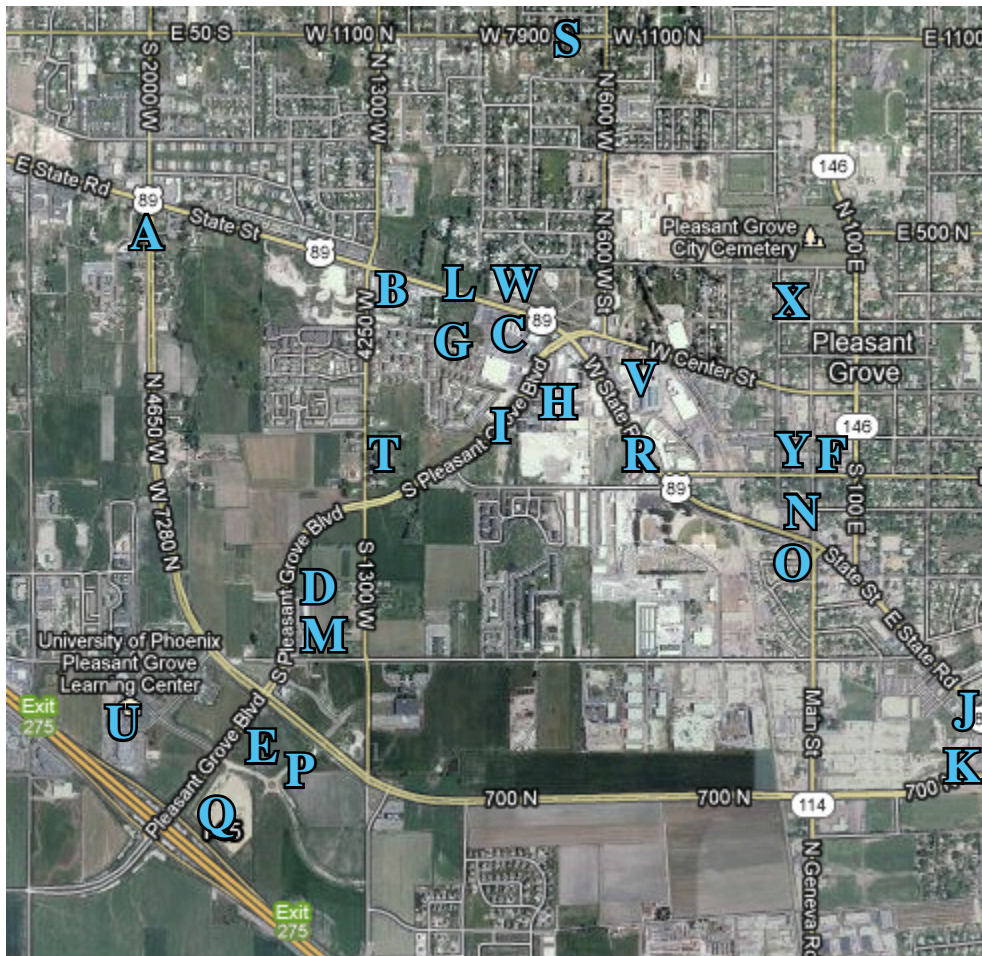 E 50 S
W 1100 N
W 7900
S
W 1100 N
E 1100
S 2000 W
N 1300 W
N 600 W
E State Rd
89
146
A
State St
89
N 600 W St
Pleasant Grove
City Cemetery
N 100 E
E 500 N
B
L
W
X
4250 W
G
C
89
W Center St
Pleasant
Grove
V
N 4650 W
H
I
S Pleasant Grove Blvd
W State Rd
T
R
Y
F
146
89
S 100 E
N
W 7280 N
S Pleasant Grove Blvd
S 1300 W
O
State St
D
M
E State Rd
University of Phoenix
Pleasant Grove
Learning Center
Exit
275
U
Pleasant Grove Blvd
E
P
Main St
J
K
Q
700 N
700 N
114
700 N
N Geneva Rd
Exit
275